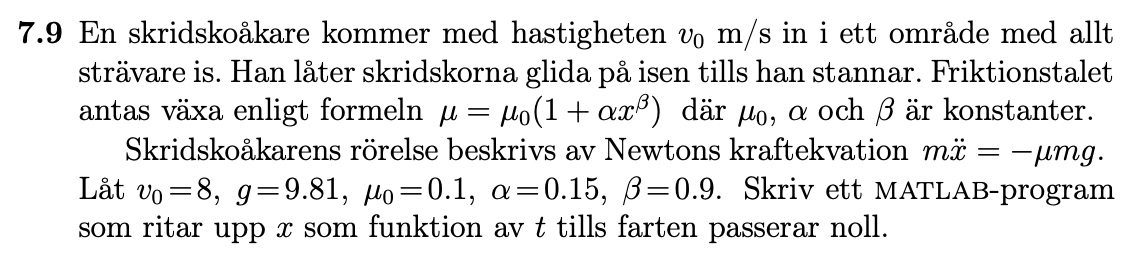 7.9 En skridskoåkare kommer med hastigheten v₀ m/s in i ett område med allt
strävare is. Han låter skridskorna glida på isen tills han stannar. Friktionstalet
antas växa enligt formeln μ = μ₀(1 + αx^β) där μ₀, α och β är konstanter.
Skridskoåkarens rörelse beskrivs av Newtons kraftekvation mẍ = −μmg.
Låt v₀=8, g=9.81, μ₀=0.1, α=0.15, β=0.9. Skriv ett MATLAB-program
som ritar upp x som funktion av t tills farten passerar noll.